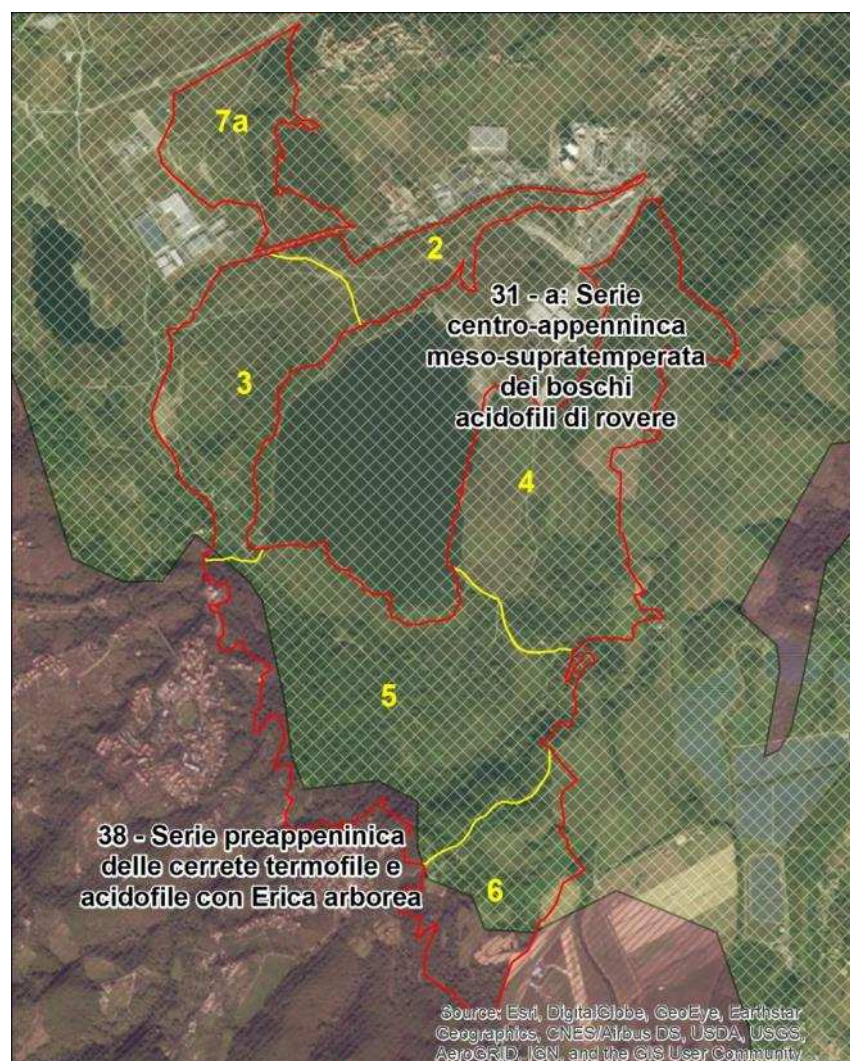 7a
2
31 - a: Serie
centro-appenninca
meso-supratemperata
dei boschi
acidofili di rovere
3
4
5
38 - Serie preappeninica
delle cerrete termofile e
acidofile con Erica arborea
6
Source: Esri, DigitalGlobe, GeoEye, Earthstar
Geographics, CNES/Airbus DS, USDA, USGS,
AeroGRID, IGN, and the GIS User Community